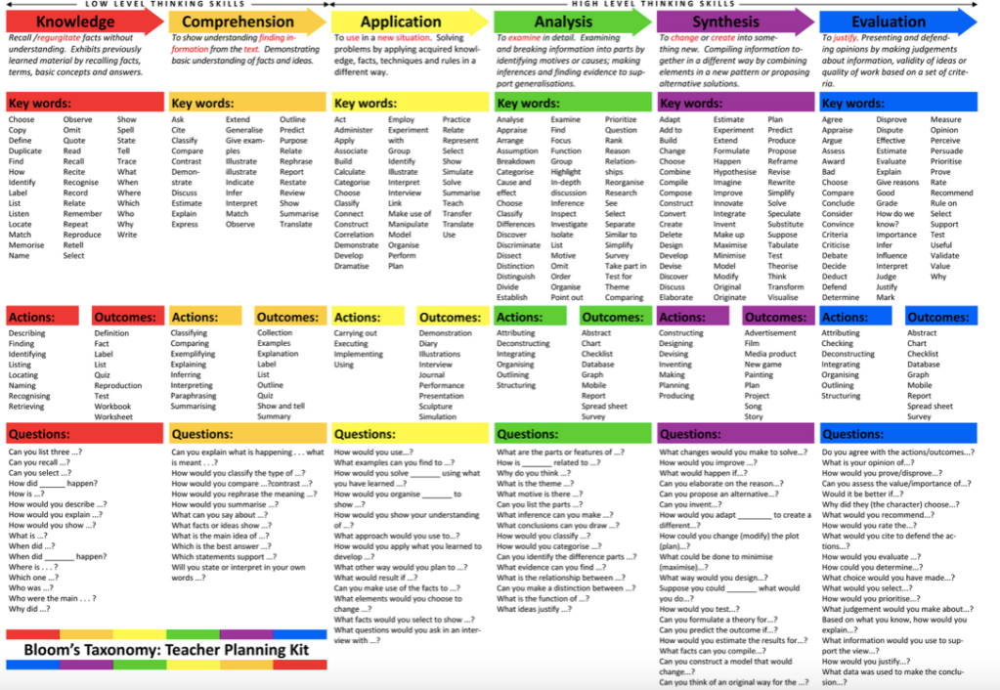 LOW LEVEL THINKING SKILLS
HIGH LEVEL THINKING SKILLS
Knowledge
Recall /regurgitate facts without
understanding. Exhibits previously
learned material by recalling facts,
terms, basic concepts and answers.
Comprehension
To show understanding finding in-
formation from the text. Demonstrating
basic understanding of facts and ideas.
Application
To use in a new situation. Solving
problems by applying acquired knowl-
edge, facts, techniques and rules in a
different way.
Analysis
To examine in detail. Examining
and breaking information into parts by
identifying motives or causes; making
inferences and finding evidence to sup-
port generalisations.
Synthesis
To change or create into some-
thing new. Compiling information to-
gether in a different way by combining
elements in a new pattern or proposing
alternative solutions.
Evaluation
To justify. Presenting and defend-
ing opinions by making judgements
about information, validity of ideas or
quality of work based on a set of crite-
ria.
Key words:
Choose
Copy
Define
Duplicate
Find
How
Identify
Label
List
Listen
Locate
Match
Memorise
Name
Observe
Omit
Quote
Read
Recall
Recite
Recognise
Record
Relate
Remember
Repeat
Reproduce
Retell
Select
Show
Spell
State
Tell
Trace
What
When
Where
Which
Who
Why
Write
Key words:
Ask
Cite
Classify
Compare
Contrast
Demon-
strate
Discuss
Estimate
Explain
Express
Extend
Generalise
Give exam-
ples
Illustrate
illustrate
Indicate
Infer
Interpret
Match
Observe
Outline
Predict
Purpose
Relate
Rephrase
Report
Restate
Review
Show
Summarise
Translate
Key words:
Act
Administer
Apply
Associate
Build
Calculate
Categorise
Choose
Classify
Connect
Construct
Correlation
Demonstrate
Develop
Dramatise
Employ
Experiment
with
Group
Identify
Illustrate
Interpret
Interview
Link
Make use of
Manipulate
Model
Organise
Perform
Plan
Practice
Relate
Represent
Select
Show
Simulate
Solve
Summarise
Teach
Transfer
Translate
Use
Key words:
Analyse
Appraise
Arrange
Assumption
Breakdown
Categorise
Cause and
effect
Choose
Classify
Differences
Discover
Discriminate
Dissect
Distinction
Distinguish
Divide
Establish
Examine
Find
Focus
Function
Group
Highlight
In-depth
discussion
Inference
Inspect
Investigate
Isolate
List
Motive
Omit
Order
Organise
Point out
Prioritize
Question
Rank
Reason
Relation-
ships
Reorganise
Research
See
Select
Separate
Similar to
Simplify
Survey
Take part in
Test for
Theme
Comparing
Key words:
Adapt
Add to
Build
Change
Choose
Combine
Compile
Compose
Construct
Convert
Create
Delete
Design
Develop
Devise
Discover
Discuss
Elaborate
Estimate
Experiment
Extend
Formulate
Happen
Hypothesise
Imagine
Improve
Innovate
Integrate
Invent
Make up
Maximise
Minimise
Model
Modify
Original
Originate
Plan
Predict
Produce
Propose
Reframe
Revise
Rewrite
Simplify
Solve
Speculate
Substitute
Suppose
Tabulate
Test
Theorise
Think
Transform
Visualise
Key words:
Agree
Appraise
Argue
Assess
Award
Bad
Choose
Compare
Conclude
Consider
Convince
Criteria
Criticise
Debate
Decide
Deduct
Defend
Determine
Disprove
Dispute
Effective
Estimate
Evaluate
Explain
Give reasons
Good
Grade
How do we
know?
Importance
Infer
Influence
Interpret
Judge
Justify
Mark
Measure
Opinion
Perceive
Persuade
Prioritise
Prove
Rate
Recommend
Rule on
Select
Support
Test
Useful
Validate
Value
Why
Actions:
Describing
Finding
Identifying
Listing
Locating
Naming
Recognising
Retrieving
Outcomes:
Definition
Fact
Label
List
Quiz
Reproduction
Test
Workbook
Worksheet
Actions:
Classifying
Comparing
Exemplifying
Explaining
Inferring
Interpreting
Paraphrasing
Summarising
Outcomes:
Collection
Examples
Explanation
Label
List
Outline
Quiz
Show and tell
Summary
Actions:
Carrying out
Executing
Implementing
Using
Outcomes:
Demonstration
Diary
Illustrations
Interview
Journal
Performance
Presentation
Sculpture
Simulation
Actions:
Attributing
Deconstructing
Integrating
Organising
Outlining
Structuring
Outcomes:
Abstract
Chart
Checklist
Database
Graph
Mobile
Report
Spread sheet
Survey
Actions:
Constructing
Designing
Devising
Inventing
Making
Planning
Producing
Outcomes:
Advertisement
Film
Media product
New game
Painting
Plan
Project
Song
Story
Actions:
Attributing
Checking
Deconstructing
Integrating
Organising
Outlining
Structuring
Outcomes:
Abstract
Chart
Checklist
Database
Graph
Mobile
Report
Spread sheet
Survey
Questions:
Can you list three ...?
Can you recall ...?
Can you select ...?
How did ______ happen?
How is ...?
How would you describe ...?
How would you explain ...?
How would you show ...?
What is ...?
When did ...?
When did ______ happen?
Where is . . . ?
Which one ...?
Who was ...?
Who were the main . . . ?
Why did ...?
Questions:
Can you explain what is happening . . . what
is meant . . .?
How would you classify the type of ...?
How would you compare ...?contrast ...?
How would you rephrase the meaning ...?
How would you summarise ...?
What can you say about ...?
What facts or ideas show ...?
What is the main idea of ...?
Which is the best answer ...?
Which statements support ...?
Will you state or interpret in your own
words ...?
Questions:
How would you use...?
What examples can you find to ...?
How would you solve _______ using what
you have learned ...?
How would you organise _______ to
show ...?
How would you show your understanding
of ...?
What approach would you use to...?
How would you apply what you learned to
develop ...?
What other way would you plan to ...?
What would result if ...?
Can you make use of the facts to ...?
What elements would you choose to
change ...?
What facts would you select to show ...?
What questions would you ask in an inter-
view with ...?
Questions:
What are the parts or features of ...?
How is _______ related to ...?
Why do you think ...?
What is the theme ...?
What motive is there ...?
Can you list the parts ...?
What inference can you make ...?
What conclusions can you draw ...?
How would you classify ...?
How would you categorise ...?
Can you identify the difference parts ...?
What evidence can you find ...?
What is the relationship between ...?
Can you make a distinction between ...?
What is the function of ...?
What ideas justify ...?
Questions:
What changes would you make to solve...?
How would you improve ...?
What would happen if...?
Can you elaborate on the reason...?
Can you propose an alternative...?
Can you invent...?
How would you adapt ________ to create a
different...?
How could you change (modify) the plot
(plan)...?
What could be done to minimise
(maximise)...?
What way would you design...?
Suppose you could _______ what would
you do...?
How would you test...?
Can you formulate a theory for...?
Can you predict the outcome if...?
How would you estimate the results for...?
What facts can you compile...?
Can you construct a model that would
change...?
Can you think of an original way for the ...?
Questions:
Do you agree with the actions/outcomes...?
What is your opinion of...?
How would you prove/disprove...?
Can you assess the value/importance of...?
Would it be better if...?
Why did they (the character) choose...?
What would you recommend...?
How would you rate the...?
What would you cite to defend the ac-
tions...?
How would you evaluate ...?
How could you determine...?
What choice would you have made...?
What would you select...?
How would you prioritise...?
What judgement would you make about...?
Based on what you know, how would you
explain...?
What information would you use to sup-
port the view...?
How would you justify...?
What data was used to make the conclu-
sion...?
Bloom's Taxonomy: Teacher Planning Kit